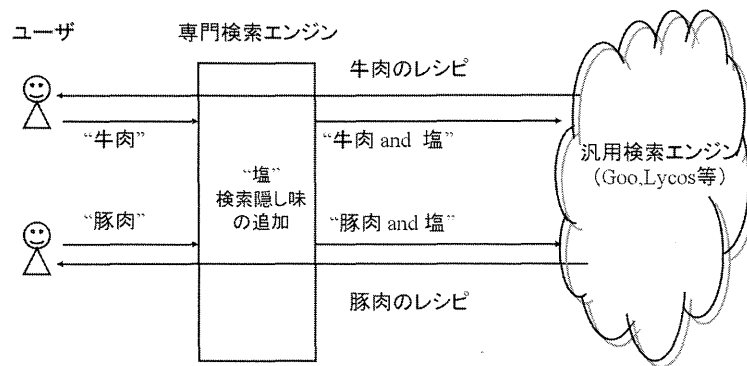 ユーザ
専門検索エンジン
牛肉のレシピ
“牛肉”
“牛肉 and 塩”
汎用検索エンジン
（Goo,Lycos等）
“塩”
検索隠し味
の追加
“豚肉”
“豚肉 and 塩”
豚肉のレシピ